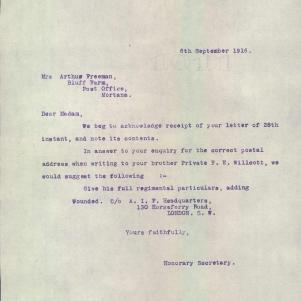 6th September 1916.
Mrs Arthur Freeman,
Bluff Farm,
Post Office,
Mortana.
Dear Madam,
We beg to acknowledge receipt of your letter of 28th
instant, and note its contents.
In answer to your enquiry for the correct postal
address when writing to your brother Private F. E. Willcott, we
would suggest the following :-
Give his full regimental particulars, adding
Wounded. C/o A. I. F. Headquarters,
130 Horseferry Road,
LONDON. S. W.
Yours faithfully,
Honorary Secretary.